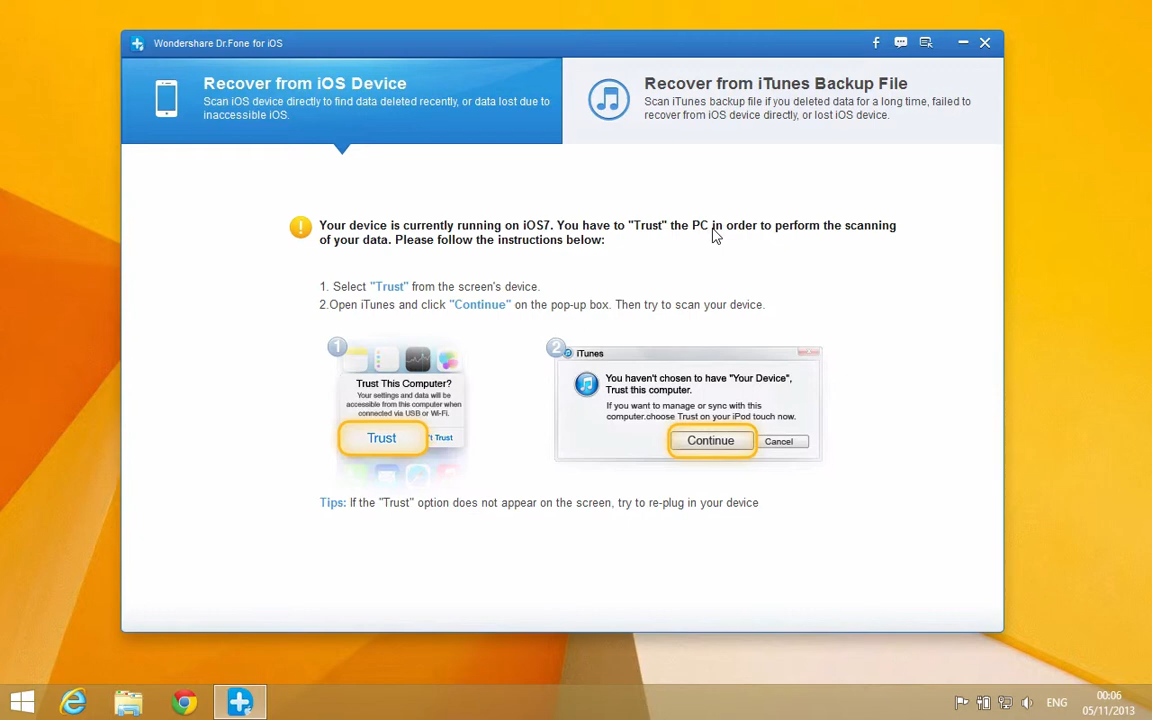 Wondershare Dr.Fone for iOS
Recover from iOS Device
Scan iOS device directly to find data deleted recently, or data lost due to
inaccessible iOS.
Recover from iTunes Backup File
Scan iTunes backup file if you deleted data for a long time, failed to
recover from iOS device directly, or lost iOS device.
Your device is currently running on iOS7. You have to "Trust" the PC in order to perform the scanning
of your data. Please follow the instructions below:
1. Select "Trust" from the screen's device.
2.Open iTunes and click "Continue" on the pop-up box. Then try to scan your device.
1
Trust This Computer?
Your settings and data will be
accessible from this computer when
connected via USB or Wi-Fi.
Trust
't Trust
2
iTunes
You haven't chosen to have "Your Device",
Trust this computer.
If you want to manage or sync with this
computer.choose Trust on your iPod touch now.
Continue
Cancel
Tips: If the "Trust" option does not appear on the screen, try to re-plug in your device
ENG
00:06
05/11/2013